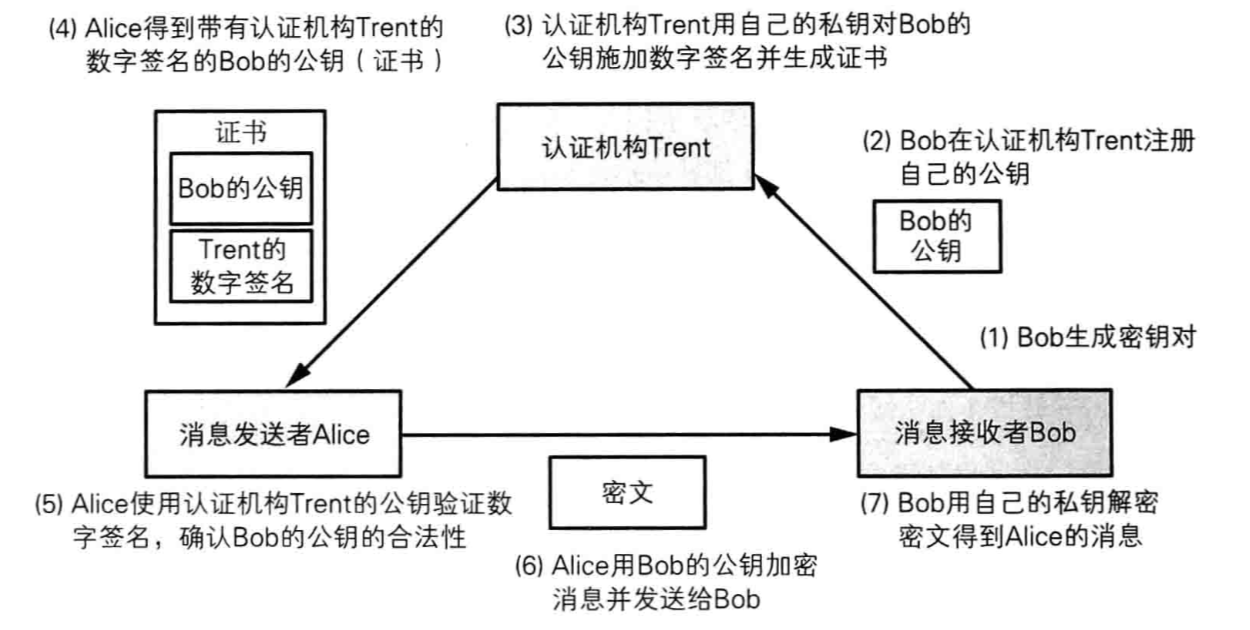 (4) Alice得到带有认证机构Trent的
数字签名的Bob的公钥（证书）
(3) 认证机构Trent用自己的私钥对Bob的
公钥施加数字签名并生成证书
证书
Bob的公钥
Trent的
数字签名
认证机构Trent
(2) Bob在认证机构Trent注册
自己的公钥
Bob的
公钥
(1) Bob生成密钥对
消息发送者Alice
消息接收者Bob
(5) Alice使用认证机构Trent的公钥验证数
字签名，确认Bob的公钥的合法性
密文
(6) Alice用Bob的公钥加密
消息并发送给Bob
(7) Bob用自己的私钥解密
密文得到Alice的消息